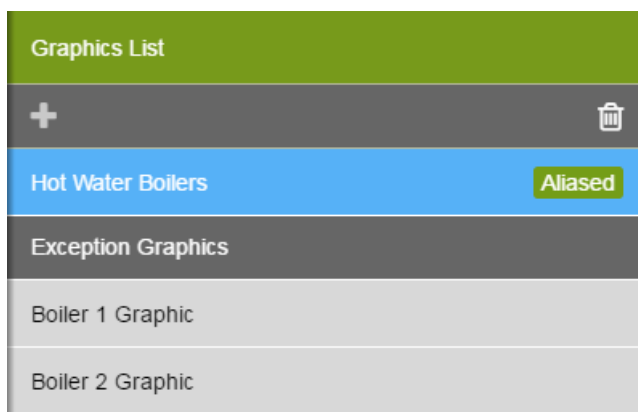 Graphics List
Hot Water Boilers Aliased
Exception Graphics
Boiler 1 Graphic
Boiler 2 Graphic